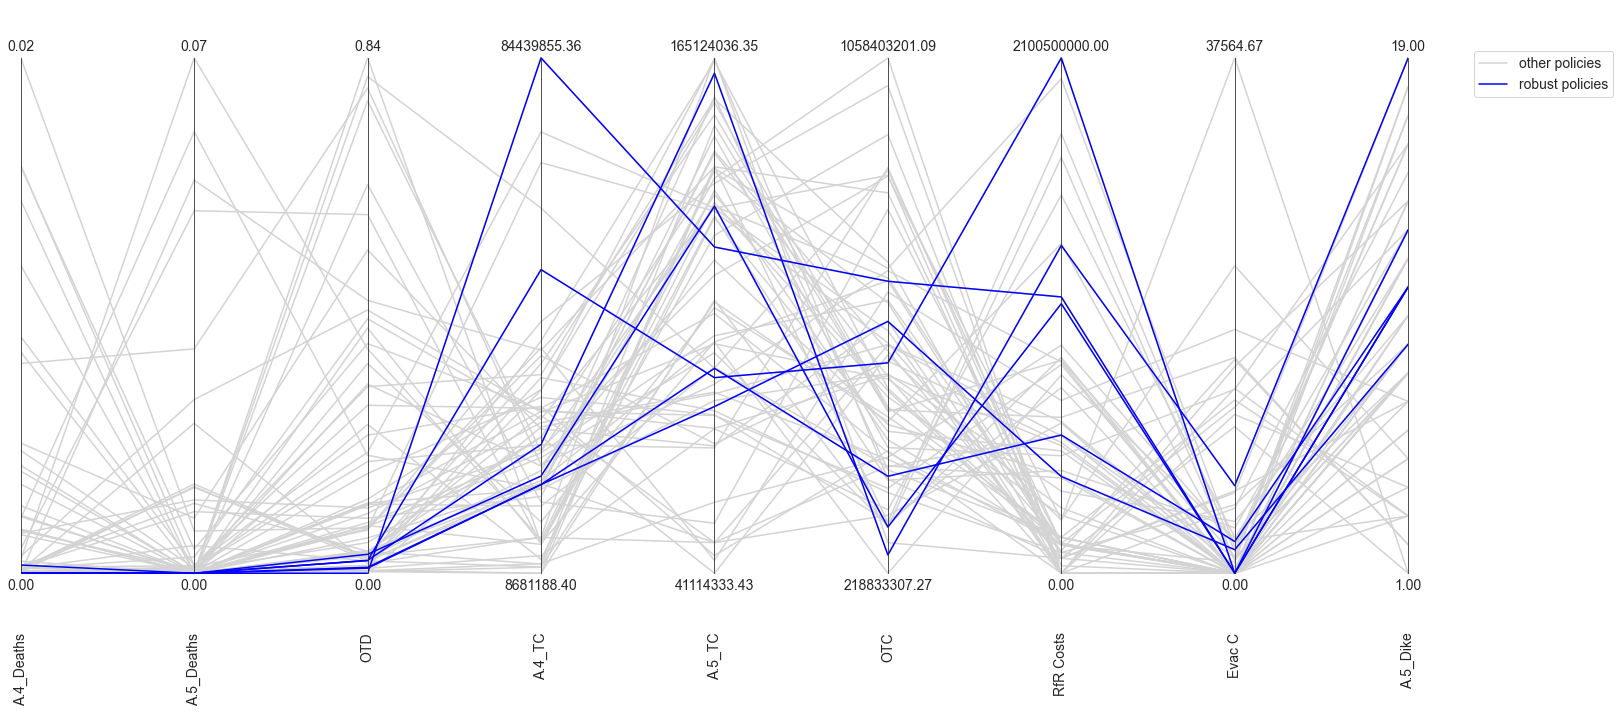 0.02 0.07 0.84 84439855.36 165124036.35 1058403201.09 2100500000.00 37564.67 19.00
other policies
robust policies
0.00 0.00 0.00 8681188.40 41114333.43 218833307.27 0.00 0.00 1.00
A.4_Deaths
A.5_Deaths
OTD
A.4_TC
A.5_TC
OTC
RfR Costs
Evac C
A.5_Dike